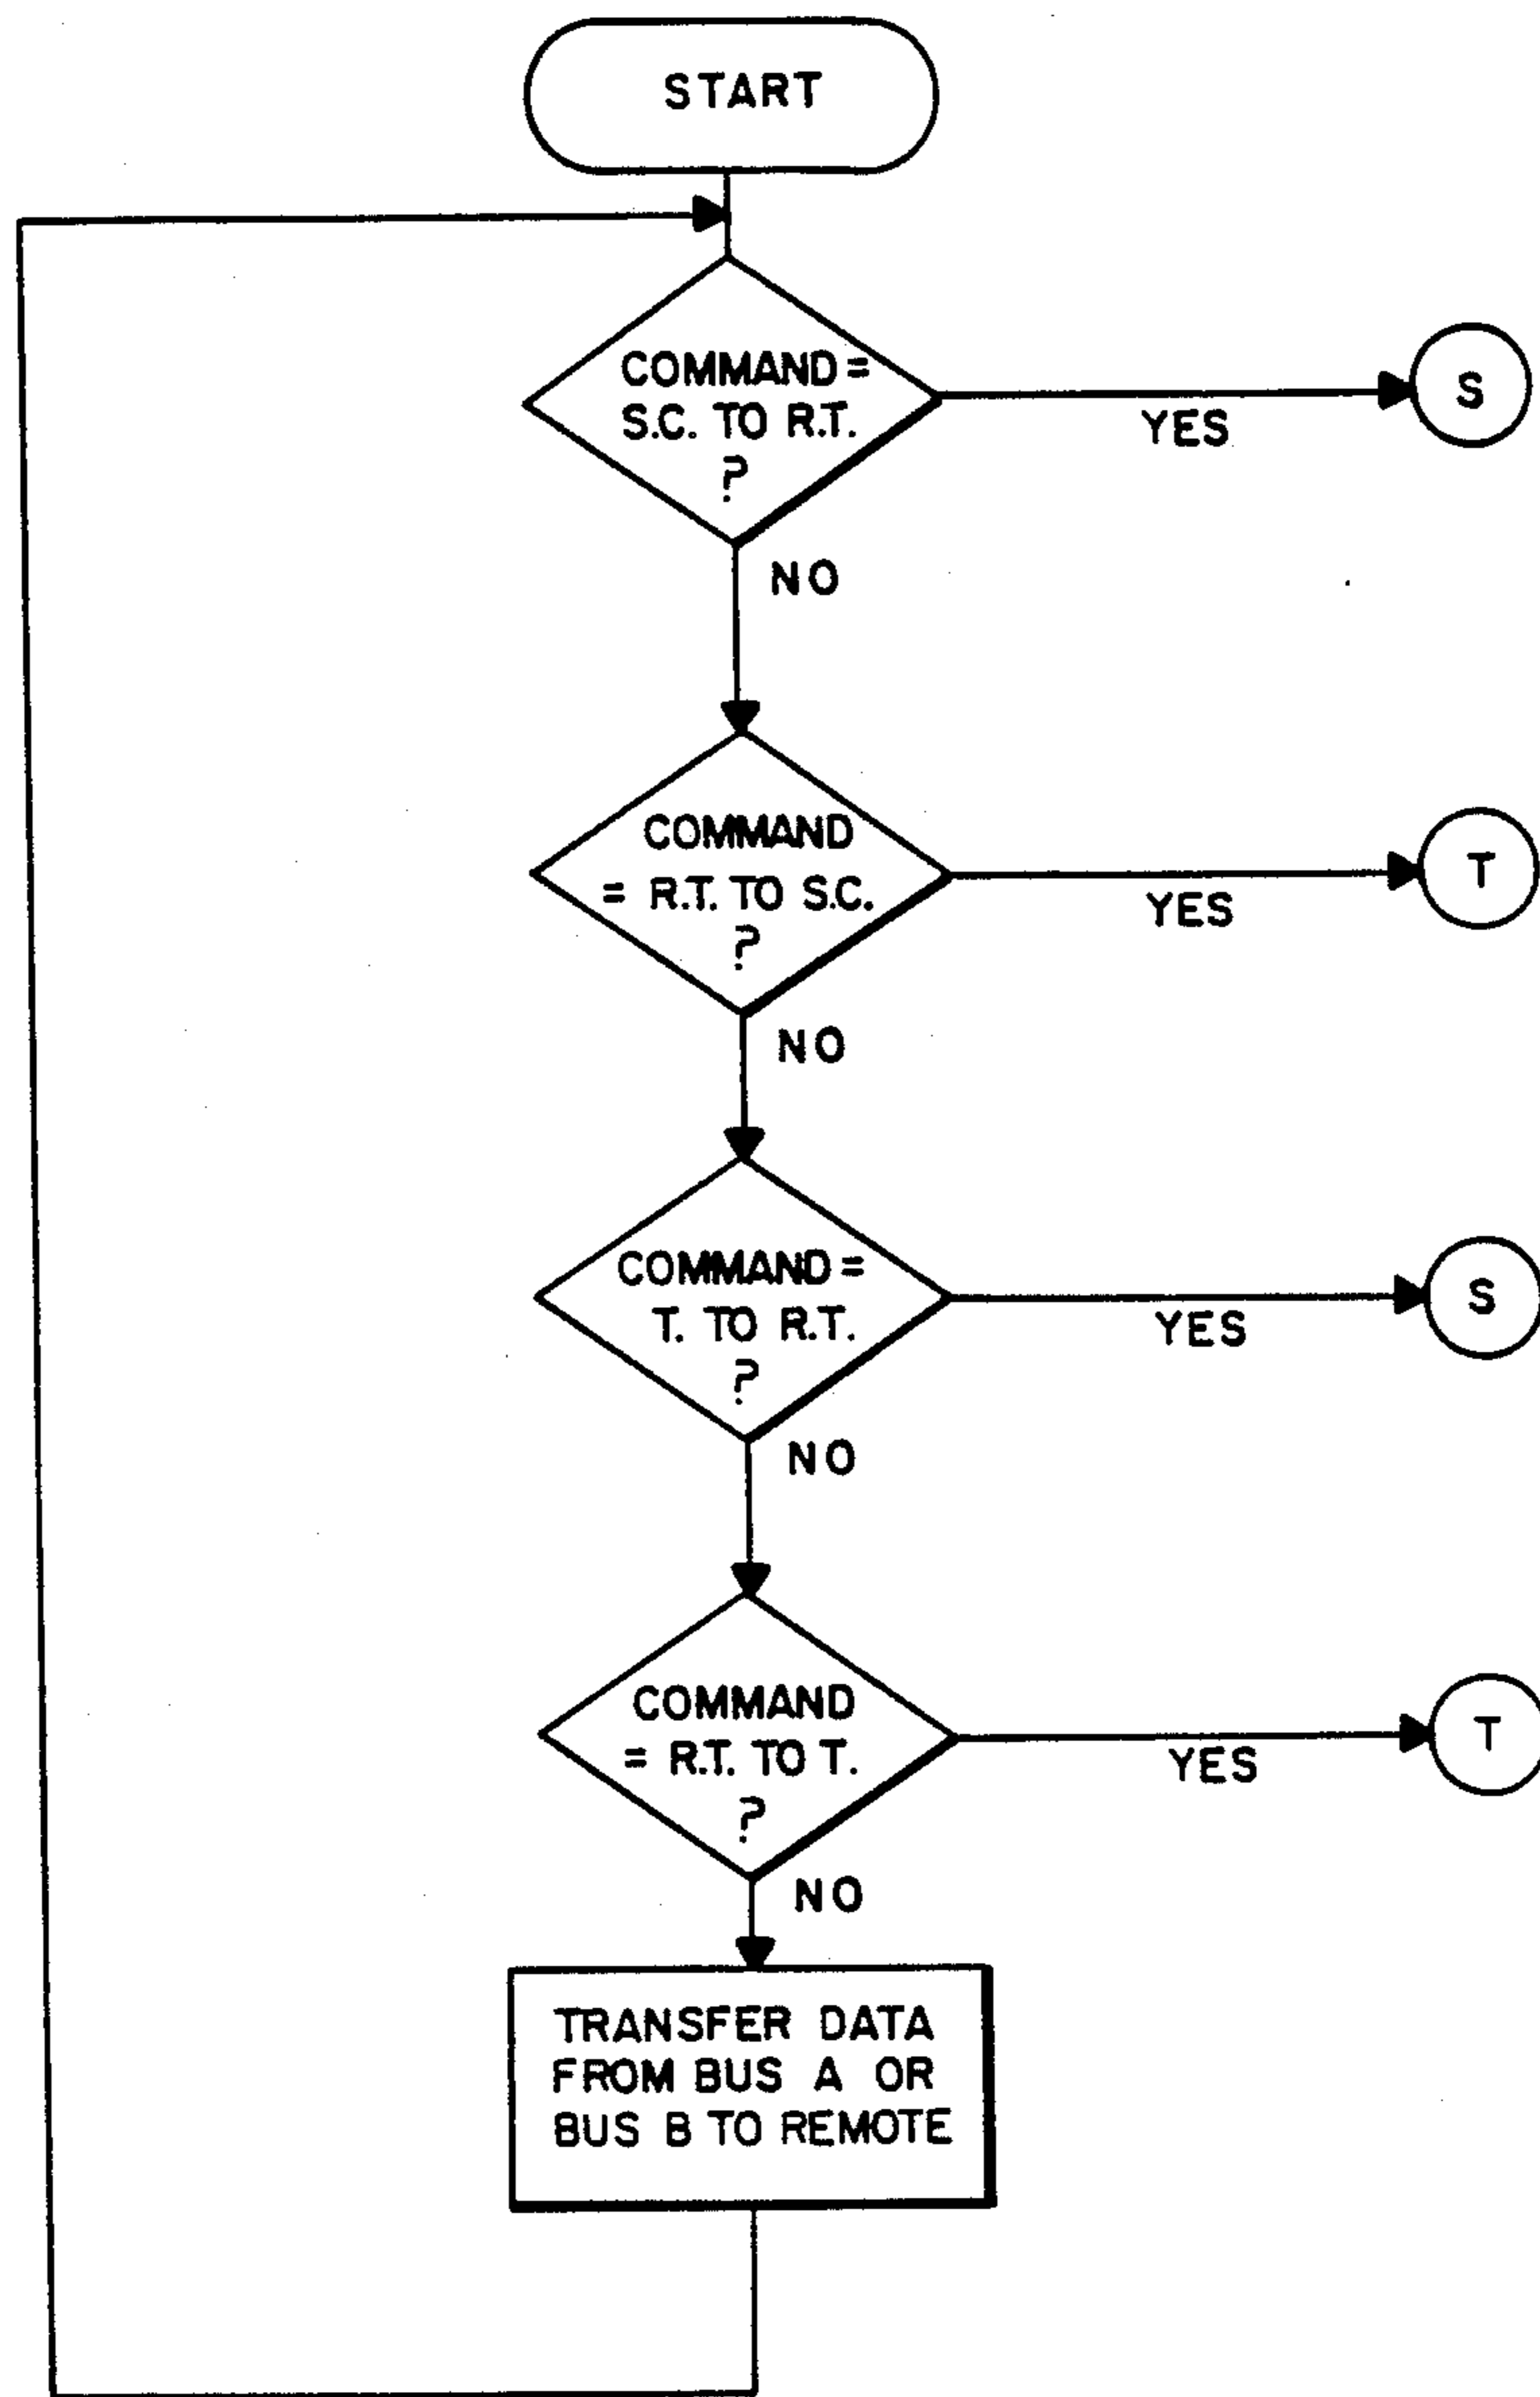 START
COMMAND =
S.C. TO R.T.
?
YES
S
NO
COMMAND
= R.T. TO S.C.
?
YES
T
NO
COMMAND =
T. TO R.T.
?
YES
S
NO
COMMAND
= R.T. TO T.
?
YES
T
NO
TRANSFER DATA
FROM BUS A OR
BUS B TO REMOTE